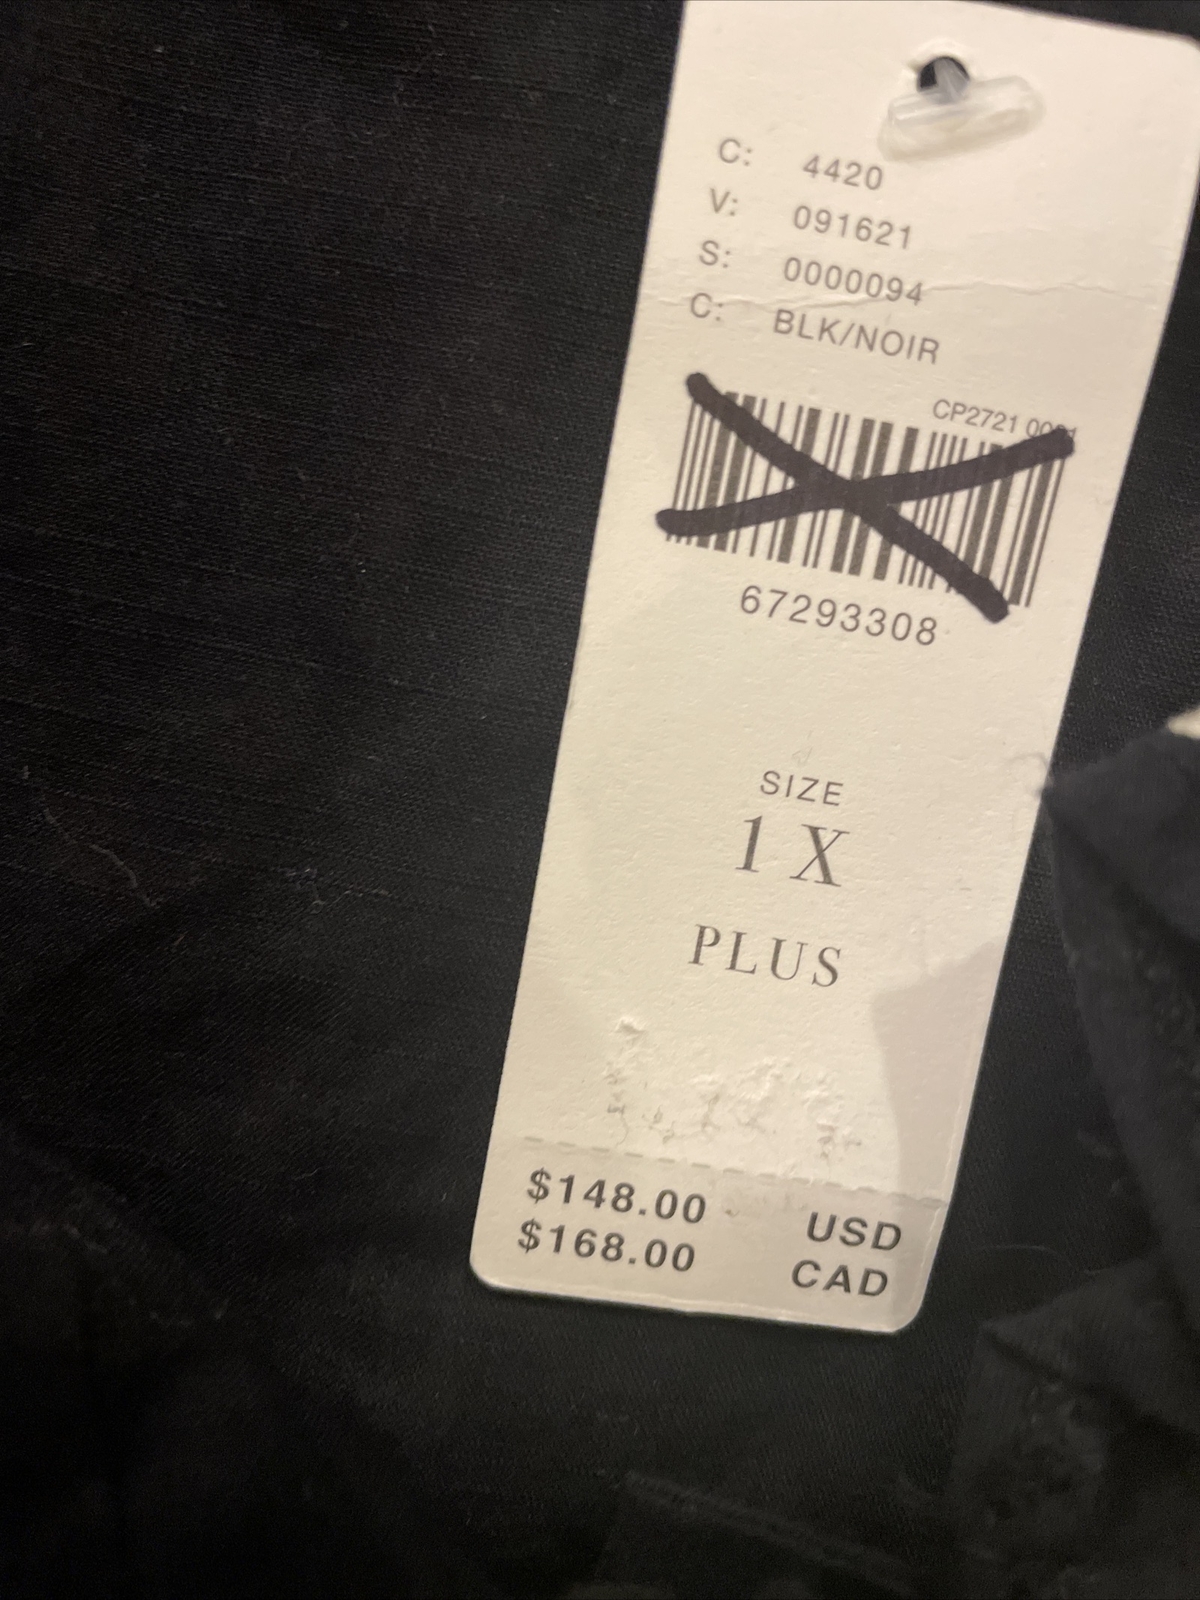 C: 4420
V: 091621
S: 0000094
C: BLK/NOIR
CP2721
67293308
SIZE
1 X
PLUS
$148.00 USD
$168.00 CAD